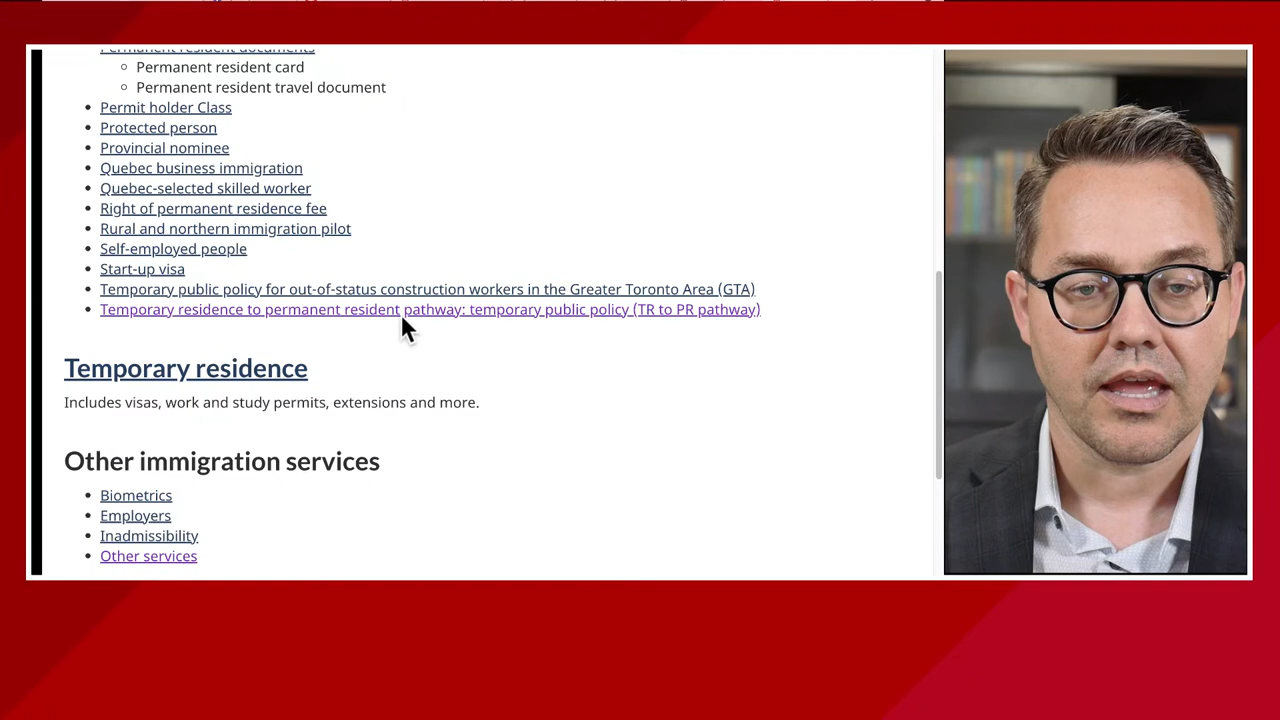 Permanent resident documents
Permanent resident card
Permanent resident travel document
Permit holder Class
Protected person
Provincial nominee
Quebec business immigration
Quebec-selected skilled worker
Right of permanent residence fee
Rural and northern immigration pilot
Self-employed people
Start-up visa
Temporary public policy for out-of-status construction workers in the Greater Toronto Area (GTA)
Temporary residence to permanent resident pathway: temporary public policy (TR to PR pathway)
Temporary residence
Includes visas, work and study permits, extensions and more.
Other immigration services
Biometrics
Employers
Inadmissibility
Other services